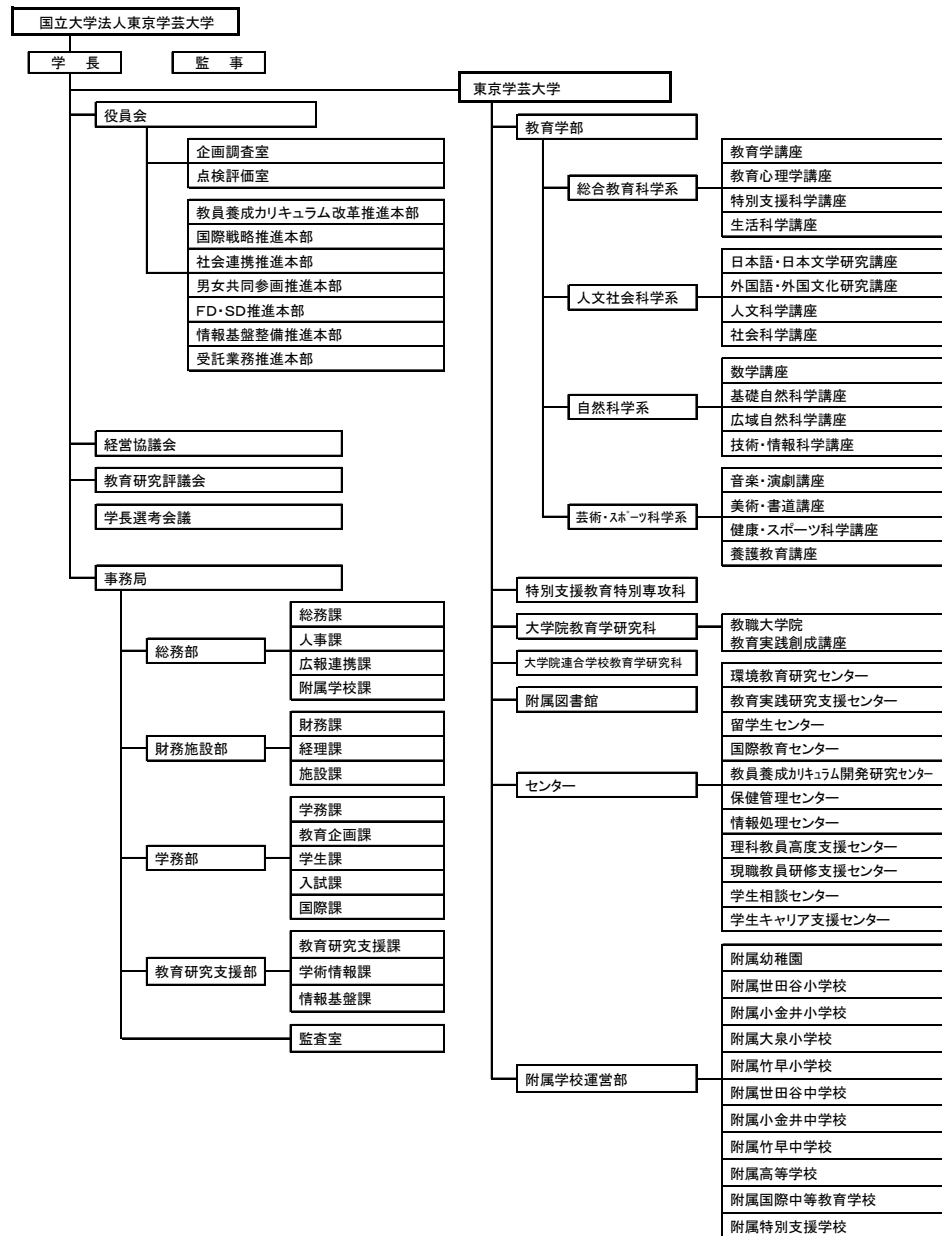 国立大学法人東京学芸大学
学　長
監　事
役員会
企画調査室
点検評価室
教員養成カリキュラム改革推進本部
国際戦略推進本部
社会連携推進本部
男女共同参画推進本部
FD・SD推進本部
情報基盤整備推進本部
受託業務推進本部
経営協議会
教育研究評議会
学長選考会議
事務局
総務部
総務課
人事課
広報連携課
附属学校課
財務施設部
財務課
経理課
施設課
学務部
学務課
教育企画課
学生課
入試課
国際課
教育研究支援部
教育研究支援課
学術情報課
情報基盤課
監査室
東京学芸大学
教育学部
総合教育科学系
教育学講座
教育心理学講座
特別支援科学講座
生活科学講座
人文社会科学系
日本語・日本文学研究講座
外国語・外国文化研究講座
人文科学講座
社会科学講座
自然科学系
数学講座
基礎自然科学講座
広域自然科学講座
技術・情報科学講座
芸術・ｽﾎﾟｰﾂ科学系
音楽・演劇講座
美術・書道講座
健康・スポーツ科学講座
養護教育講座
特別支援教育特別専攻科
大学院教育学研究科
教職大学院
教育実践創成講座
大学院連合学校教育学研究科
附属図書館
センター
環境教育研究センター
教育実践研究支援センター
留学生センター
国際教育センター
教員養成ｶﾘｷｭﾗﾑ開発研究ｾﾝﾀｰ
保健管理センター
情報処理センター
理科教員高度支援センター
現職教員研修支援センター
学生相談センター
学生キャリア支援センター
附属学校運営部
附属幼稚園
附属世田谷小学校
附属小金井小学校
附属大泉小学校
附属竹早小学校
附属世田谷中学校
附属小金井中学校
附属竹早中学校
附属高等学校
附属国際中等教育学校
附属特別支援学校